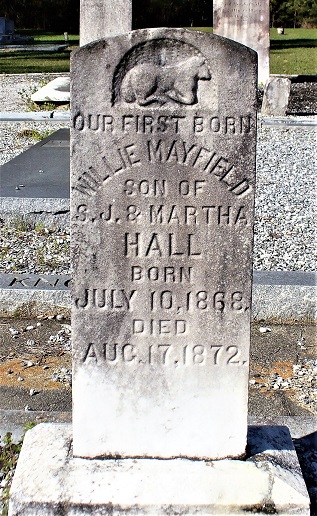 OUR FIRST BORN
WILLIE MAYFIELD
SON OF
S.J. & MARTHA
HALL
BORN
JULY 10, 1868.
DIED
AUG. 17, 1872.